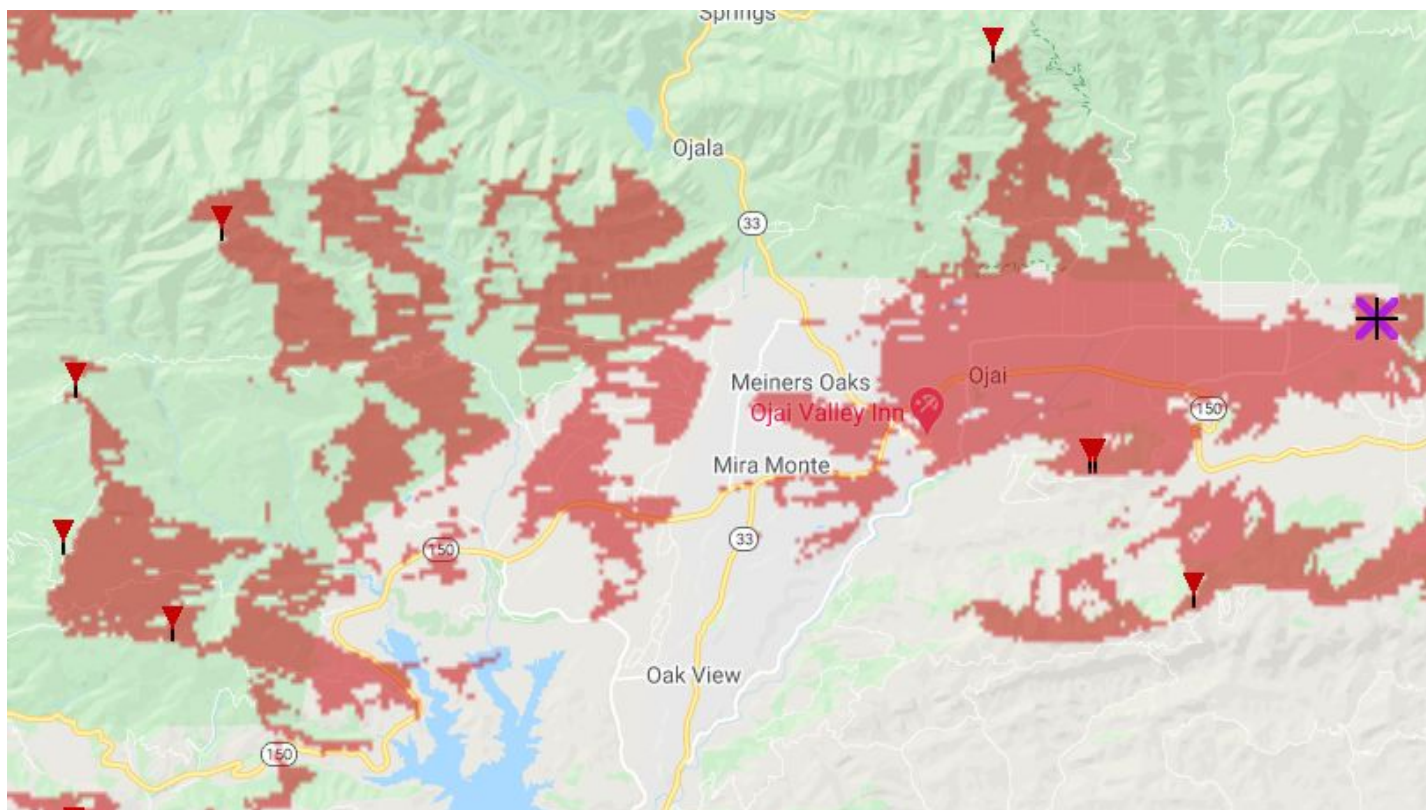 Springs
Ojala
33
Meiners Oaks
Ojai
Ojai Valley Inn
150
Mira Monte
33
150
Oak View
150